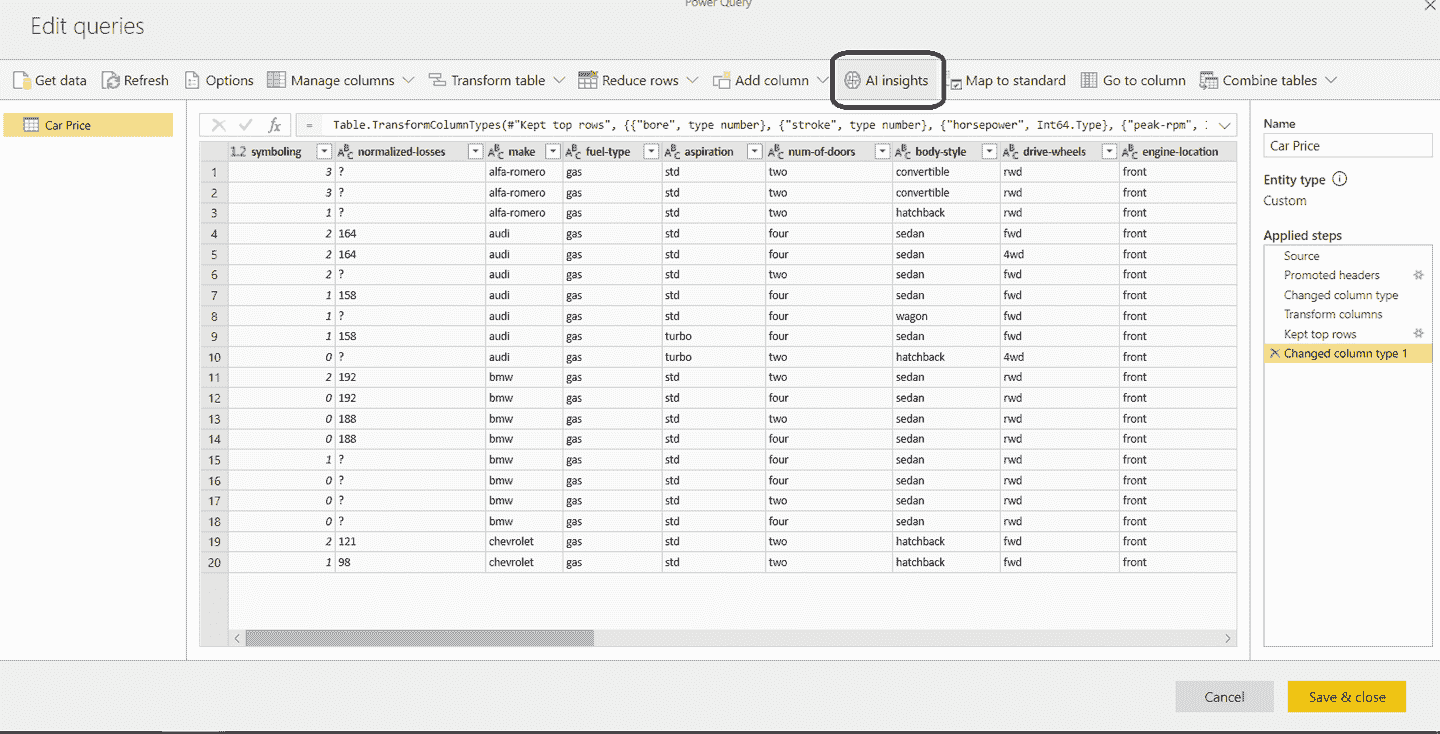 Power Query
Edit queries
Get data Refresh Options Manage columns Transform table Reduce rows Add column AI insights Map to standard Go to column Combine tables
Car Price
fx = Table.TransformColumnTypes(#"Kept top rows", {{"bore", type number}, {"stroke", type number}, {"horsepower", Int64.Type}, {"peak-rpm",
1.2 symboling ABC normalized-losses ABC make ABC fuel-type ABC aspiration ABC num-of-doors ABC body-style ABC drive-wheels ABC engine-location
1 3 ? alfa-romero gas std two convertible rwd front
2 3 ? alfa-romero gas std two convertible rwd front
3 1 ? alfa-romero gas std two hatchback rwd front
4 2 164 audi gas std four sedan fwd front
5 2 164 audi gas std four sedan 4wd front
6 2 ? audi gas std two sedan fwd front
7 1 158 audi gas std four sedan fwd front
8 1 ? audi gas std four wagon fwd front
9 1 158 audi gas turbo four sedan fwd front
10 0 ? audi gas turbo two hatchback 4wd front
11 2 192 bmw gas std two sedan rwd front
12 0 192 bmw gas std four sedan rwd front
13 0 188 bmw gas std two sedan rwd front
14 0 188 bmw gas std four sedan rwd front
15 1 ? bmw gas std four sedan rwd front
16 0 ? bmw gas std four sedan rwd front
17 0 ? bmw gas std two sedan rwd front
18 0 ? bmw gas std four sedan rwd front
19 2 121 chevrolet gas std two hatchback fwd front
20 1 98 chevrolet gas std two hatchback fwd front
Name
Car Price
Entity type
Custom
Applied steps
Source
Promoted headers
Changed column type
Transform columns
Kept top rows
Changed column type 1
Cancel Save & close